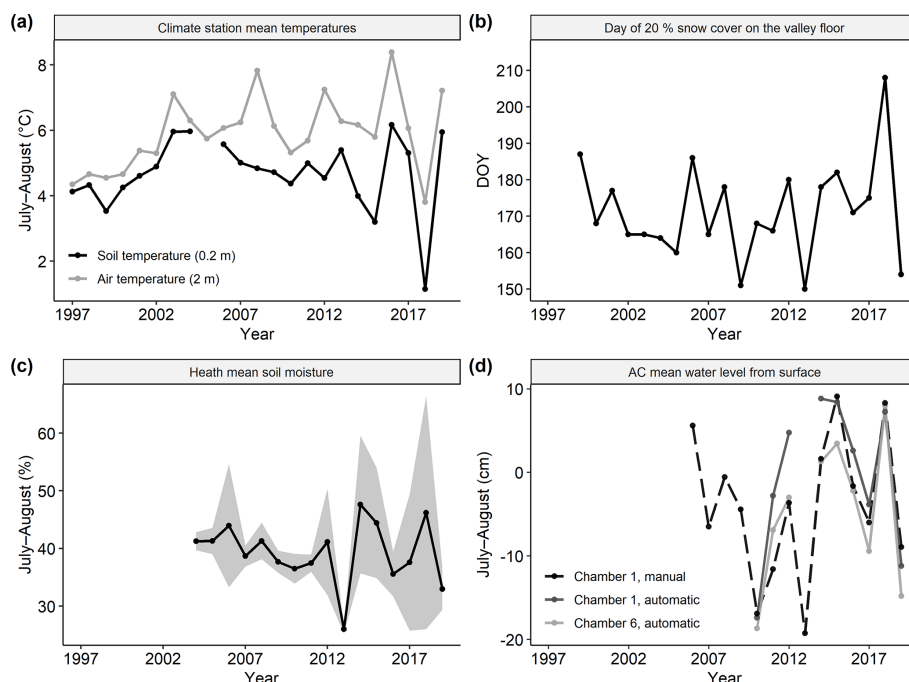 (a)
Climate station mean temperatures
July–August (°C)
8
6
4
2
Soil temperature (0.2 m)
Air temperature (2 m)
1997
2002
2007
2012
2017
Year
(b)
Day of 20 % snow cover on the valley floor
DOY
210
200
190
180
170
160
150
1997
2002
2007
2012
2017
Year
(c)
Heath mean soil moisture
July–August (%)
60
50
40
30
1997
2002
2007
2012
2017
Year
(d)
AC mean water level from surface
July–August (cm)
10
0
-10
-20
Chamber 1, manual
Chamber 1, automatic
Chamber 6, automatic
1997
2002
2007
2012
2017
Year